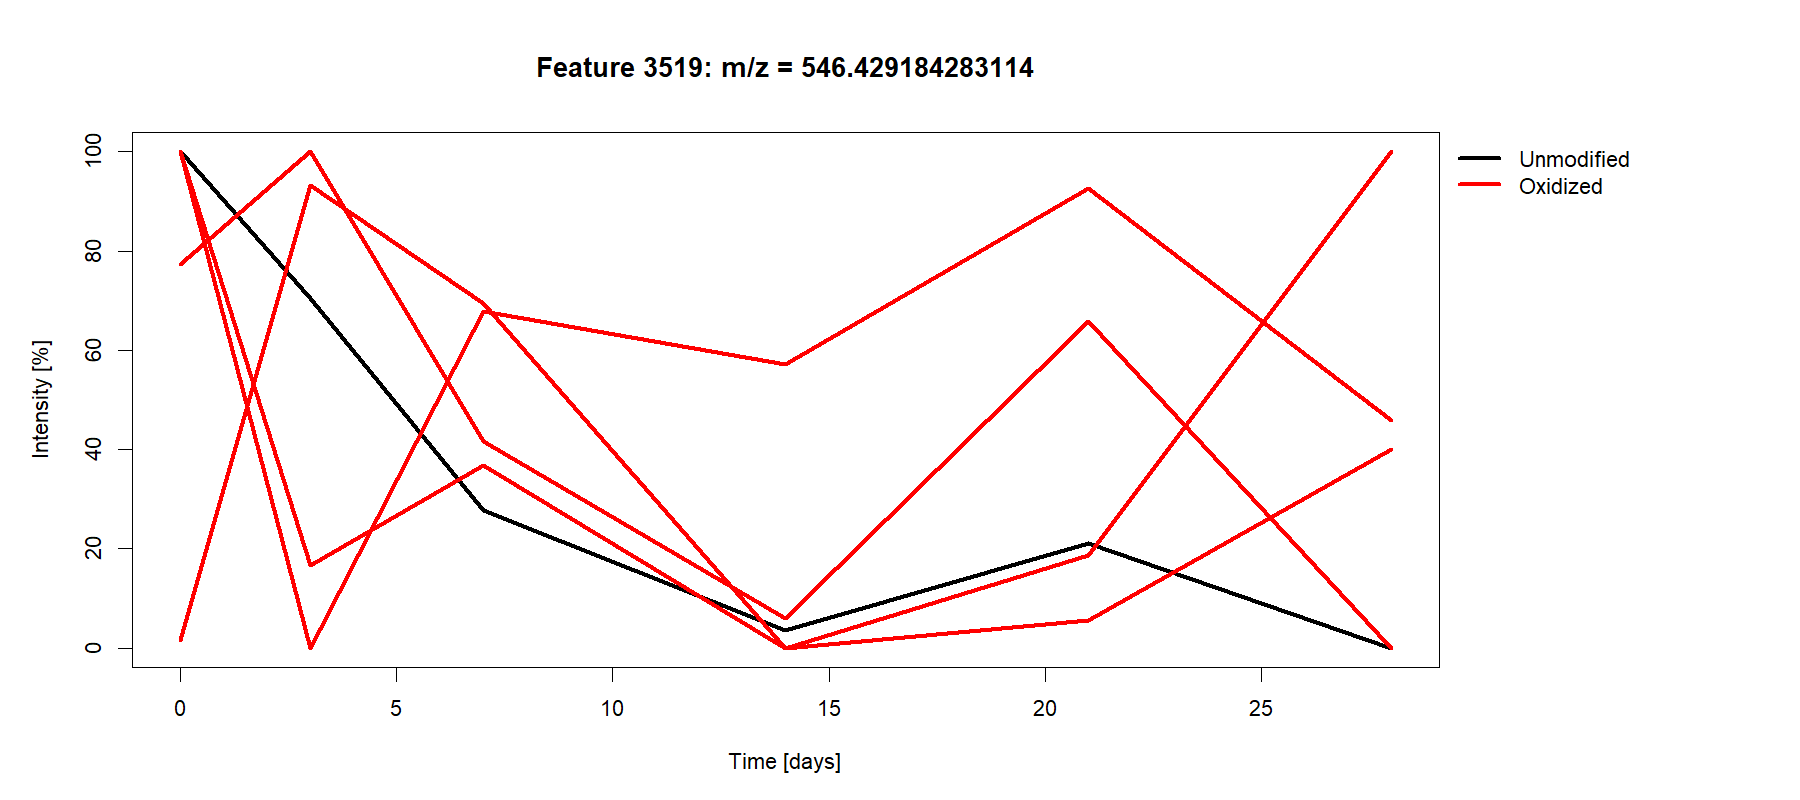 Feature 3519: m/z = 546.429184283114
Unmodified
Oxidized
Intensity [%]
100
80
60
40
20
0
0 5 10 15 20 25
Time [days]